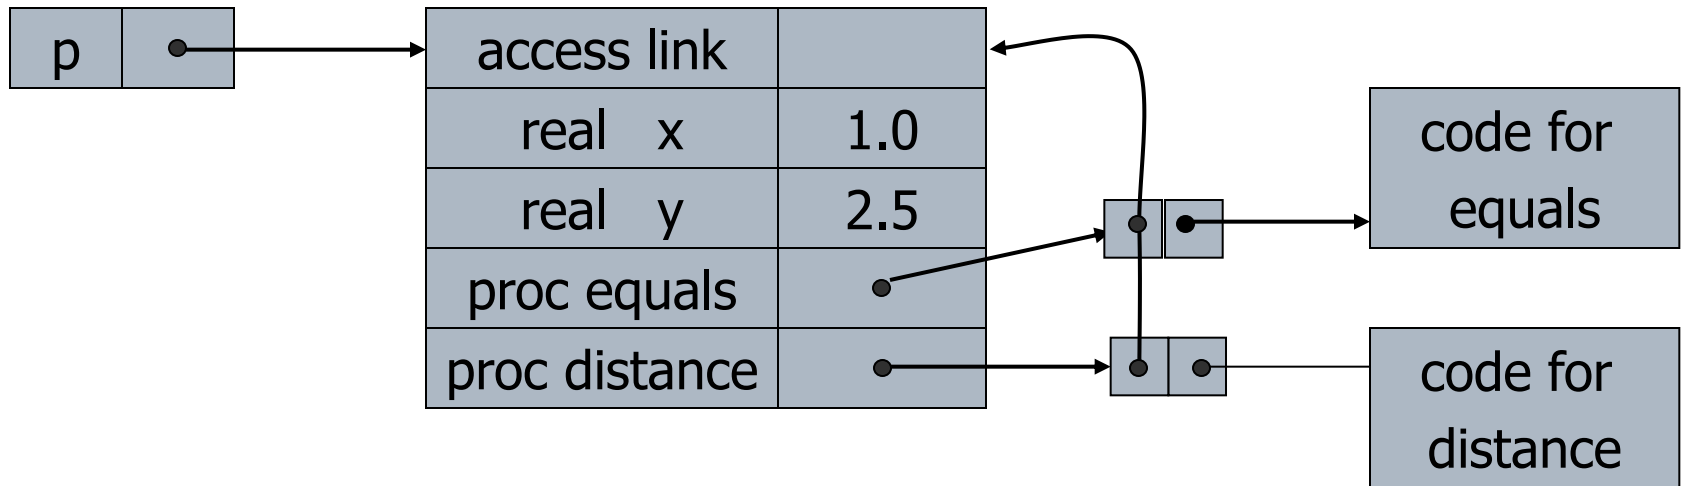 p
access link
real x 1.0
real y 2.5
proc equals
proc distance
code for
equals
code for
distance